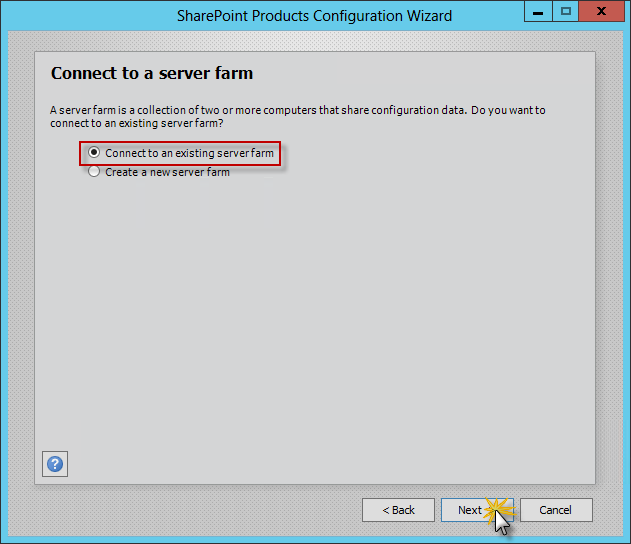 SharePoint Products Configuration Wizard
Connect to a server farm
A server farm is a collection of two or more computers that share configuration data.  Do you want to
connect to an existing server farm?
Connect to an existing server farm
Create a new server farm
?
< Back
Next
Cancel